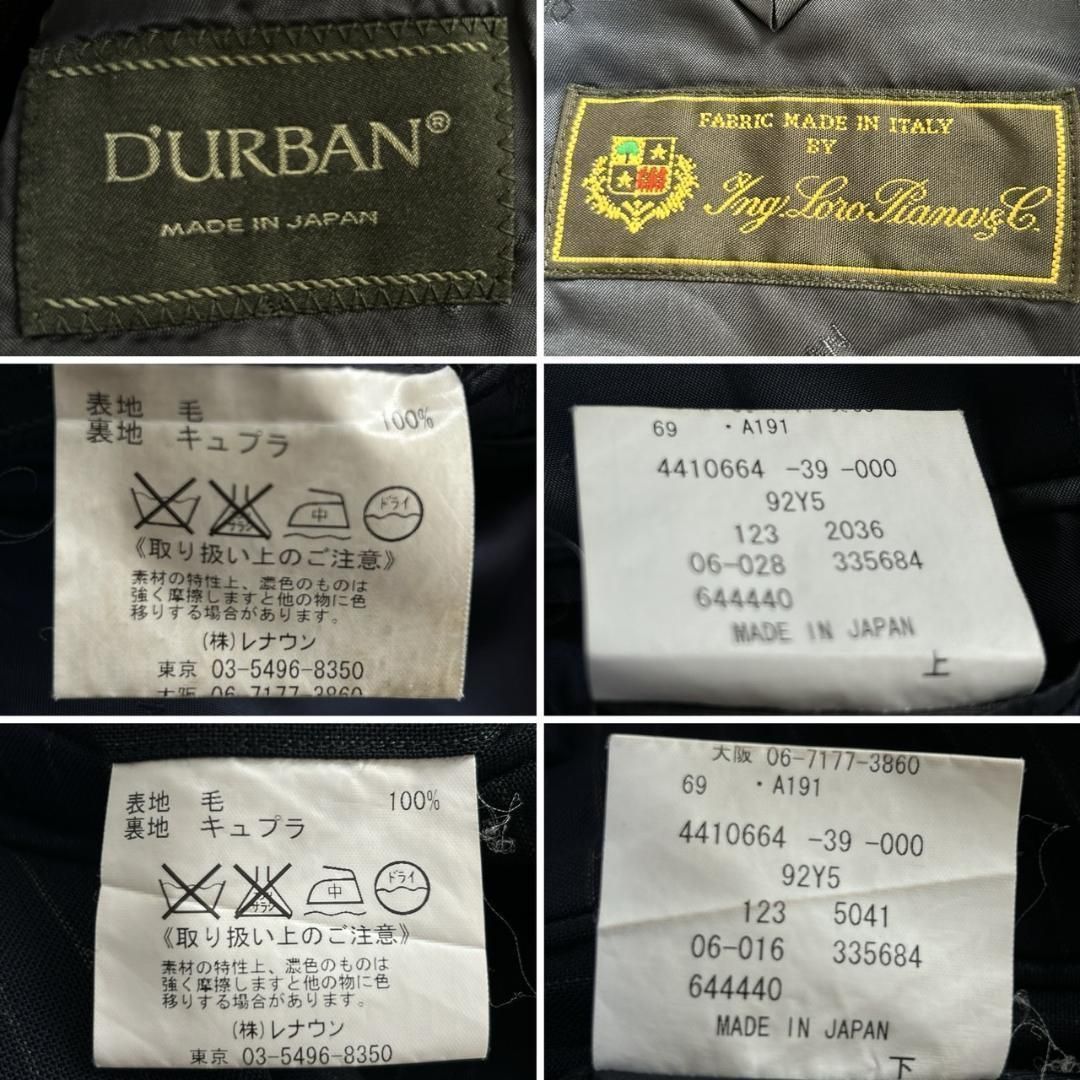 D'URBAN®
MADE IN JAPAN
FABRIC MADE IN ITALY
BY
Ing. Loro Piana & C.
表地 毛 100%
裏地 キュプラ
中
ドライ
《取り扱い上のご注意》
素材の特性上、濃色のものは
強く摩擦しますと他の物に色
移りする場合があります。
(株)レナウン
東京 03-5496-8350
大阪 06-7177-3860
69 ・A191
4410664 -39 -000
92Y5
123 2036
06-028 335684
644440
MADE IN JAPAN
上
表地 毛 100%
裏地 キュプラ
中
ドライ
《取り扱い上のご注意》
素材の特性上、濃色のものは
強く摩擦しますと他の物に色
移りする場合があります。
(株)レナウン
東京 03-5496-8350
大阪 06-7177-3860
69 ・A191
4410664 -39 -000
92Y5
123 5041
06-016 335684
644440
MADE IN JAPAN
下